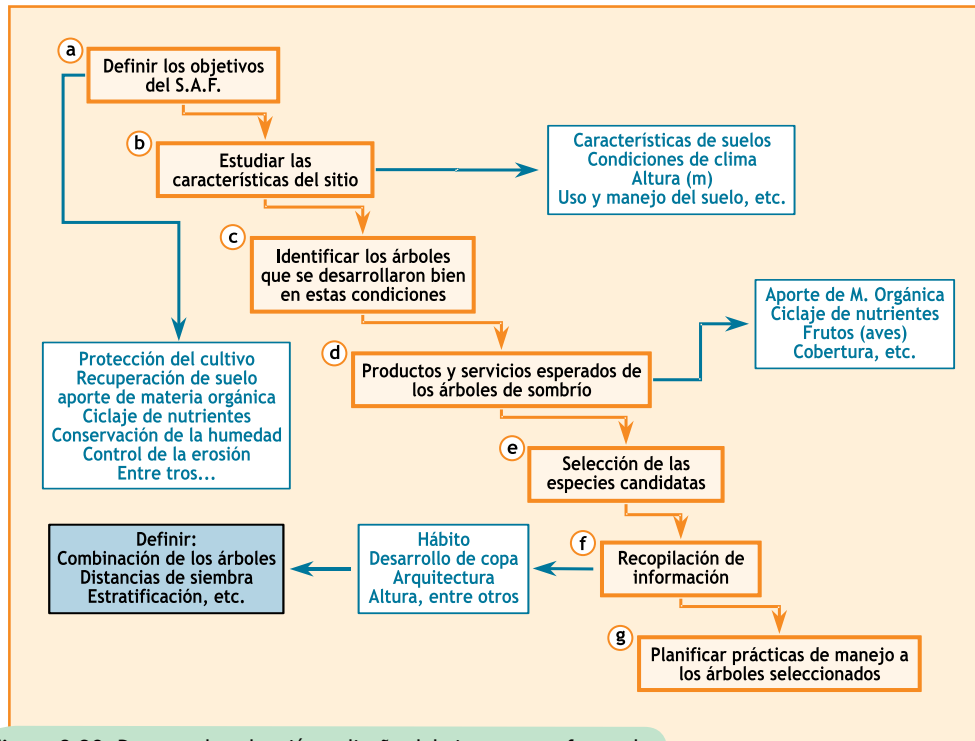 a
Definir los objetivos
del S.A.F.
b
Estudiar las
características del sitio
Características de suelos
Condiciones de clima
Altura (m)
Uso y manejo del suelo, etc.
c
Identificar los árboles
que se desarrollaron bien
en estas condiciones
Aporte de M. Orgánica
Ciclaje de nutrientes
Frutos (aves)
Cobertura, etc.
d
Productos y servicios esperados de
los árboles de sombrío
Protección del cultivo
Recuperación de suelo
aporte de materia orgánica
Ciclaje de nutrientes
Conservación de la humedad
Control de la erosión
Entre tros...
e
Selección de las
especies candidatas
f
Recopilación de
información
Hábito
Desarrollo de copa
Arquitectura
Altura, entre otros
Definir:
Combinación de los árboles
Distancias de siembra
Estratificación, etc.
g
Planificar prácticas de manejo a
los árboles seleccionados